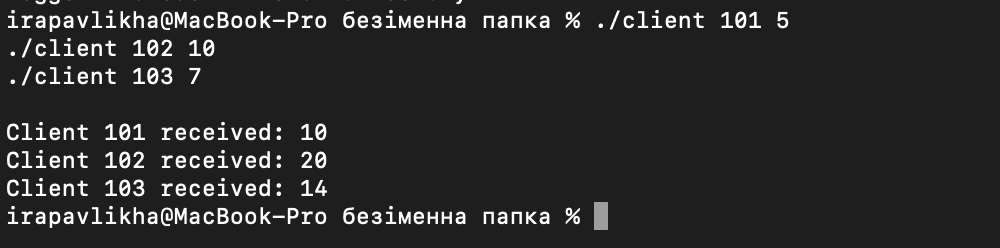 irapavlikha@MacBook-Pro безіменна папка % ./client 101 5
./client 102 10
./client 103 7
Client 101 received: 10
Client 102 received: 20
Client 103 received: 14
irapavlikha@MacBook-Pro безіменна папка %